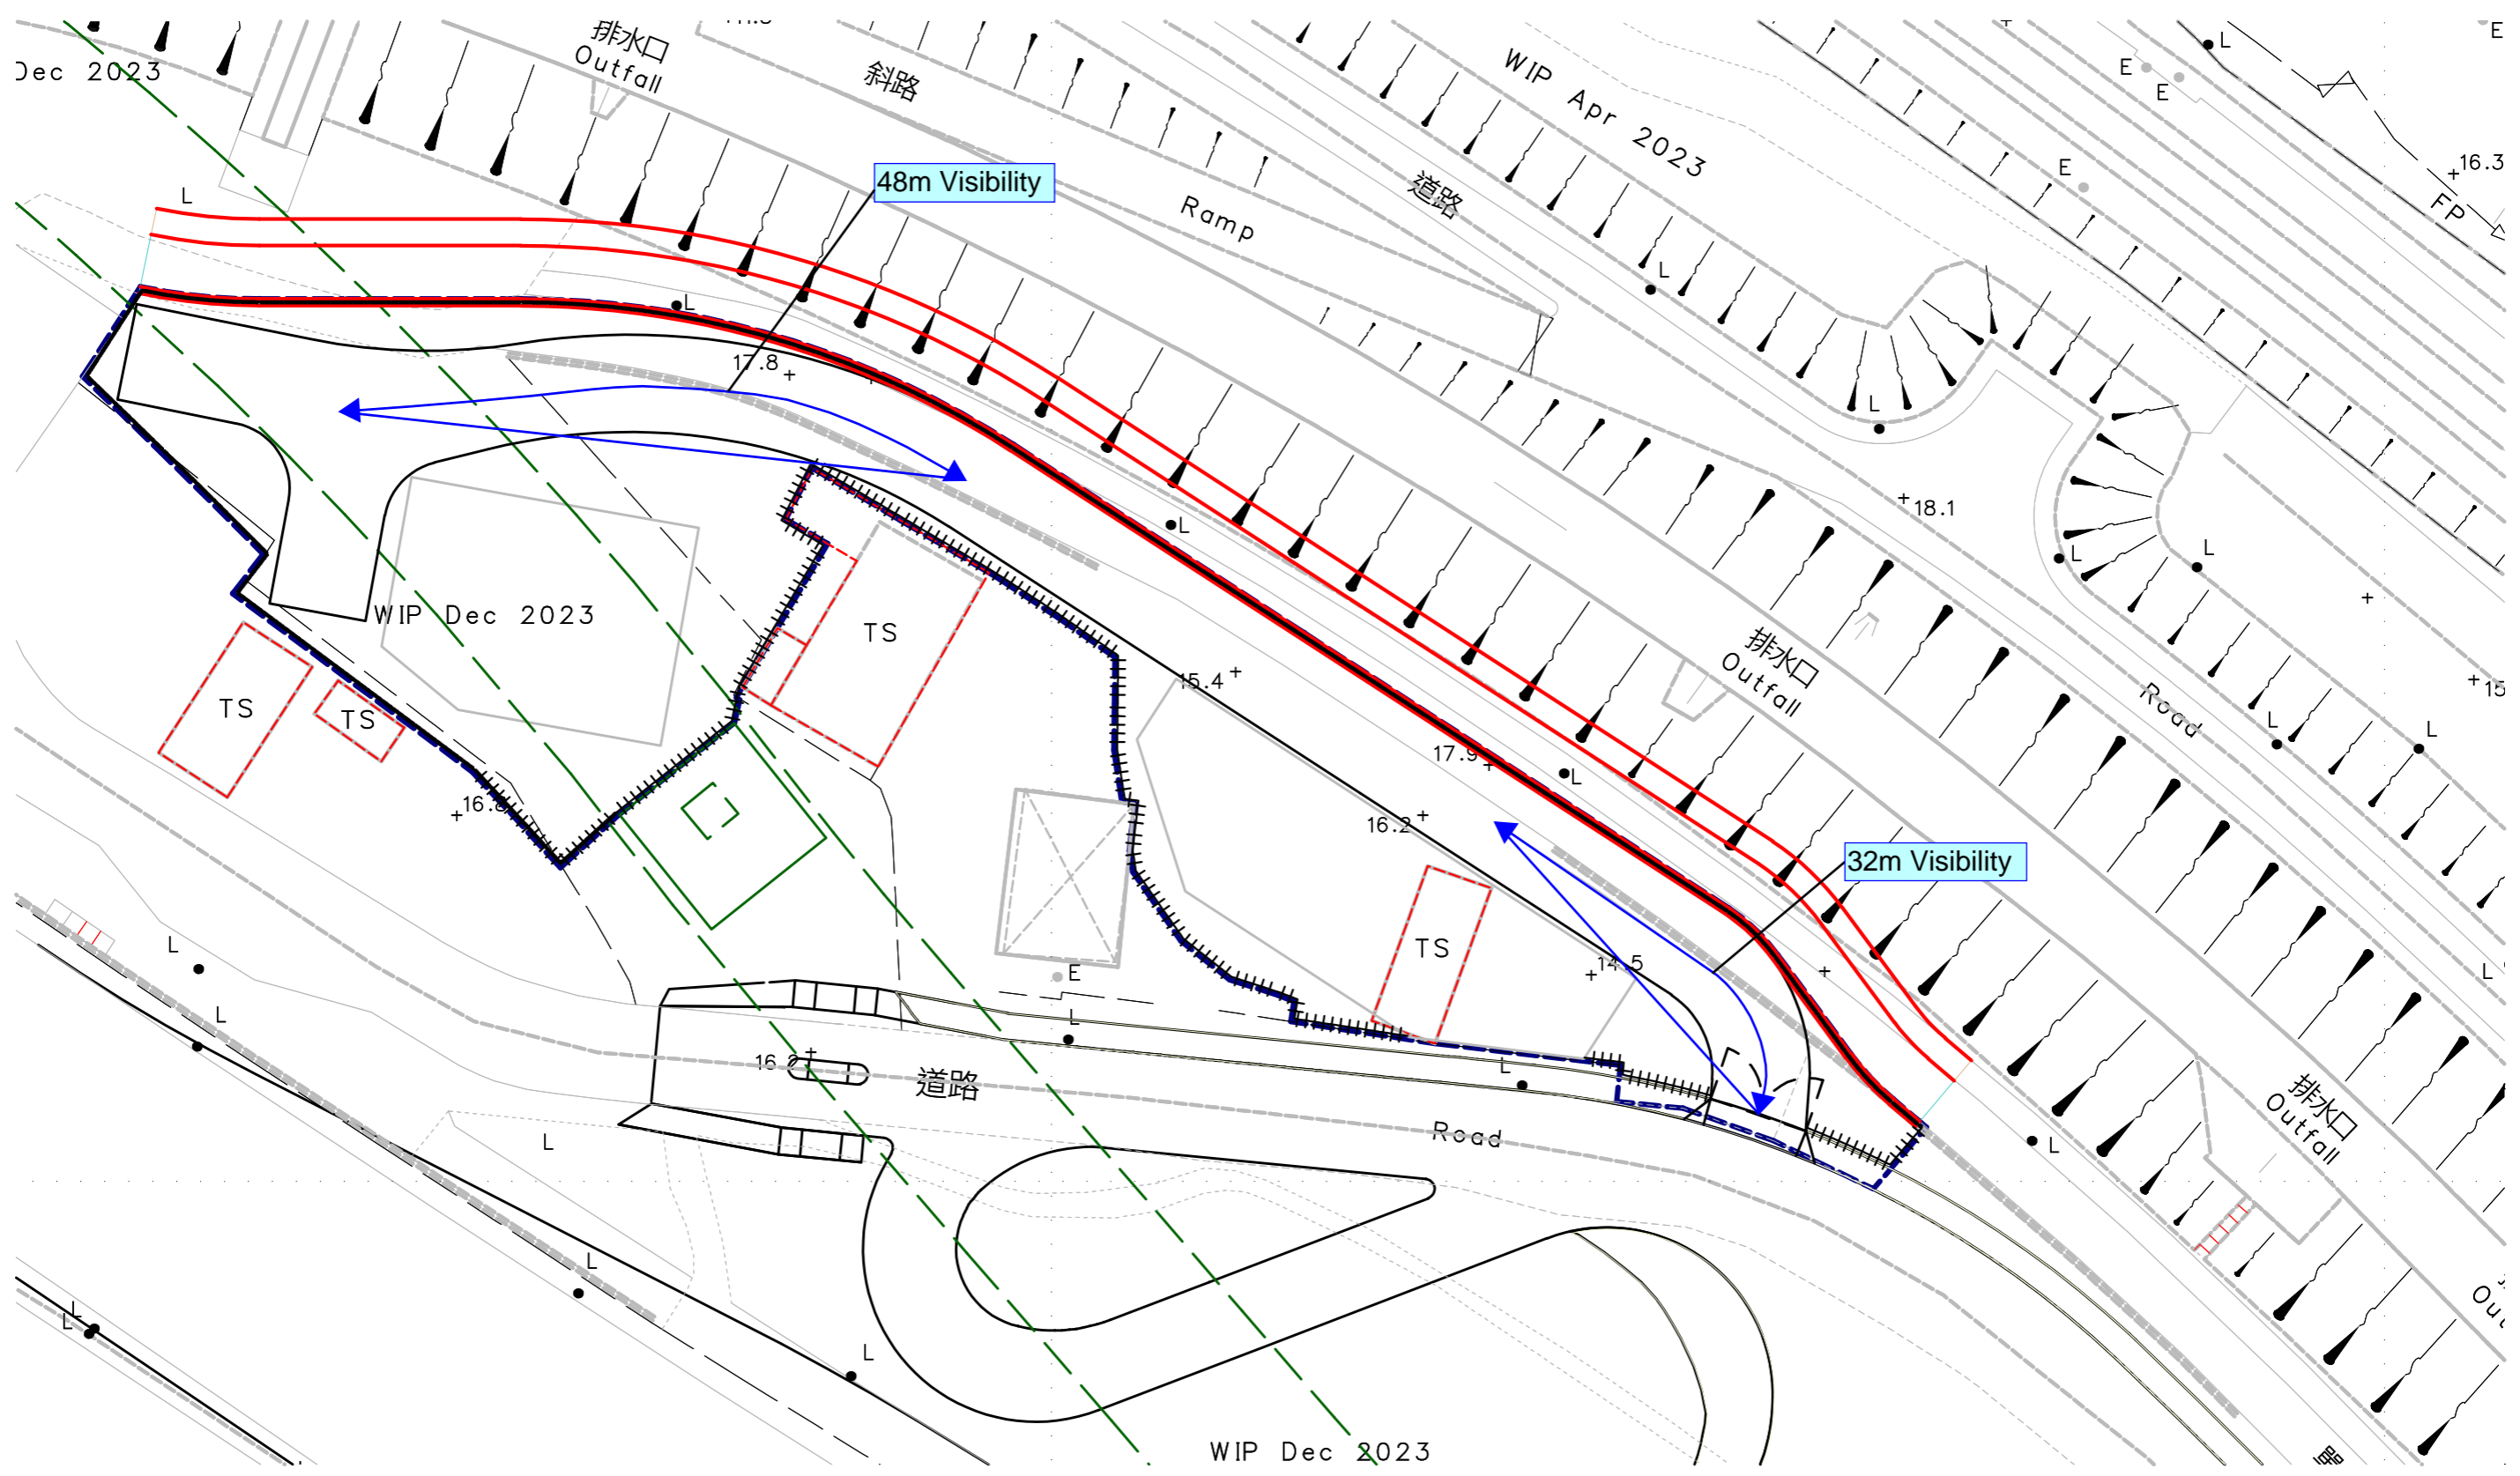 排水口
Outfall
斜路
Dec 2023
L
48m Visibility
Ramp
道路
WIP Apr 2023
L
E
E
E
16.3
FP
L
L
17.8
L
L
18.1
L
L
WIP Dec 2023
TS
TS
TS
15.4
排水口
Outfall
Road
L
L
17.9
L
16.2
32m Visibility
TS
14.5
E
L
L
L
L
16.2
道路
Road
L
L
L
排水口
Outfall
L
L
L
L
WIP Dec 2023